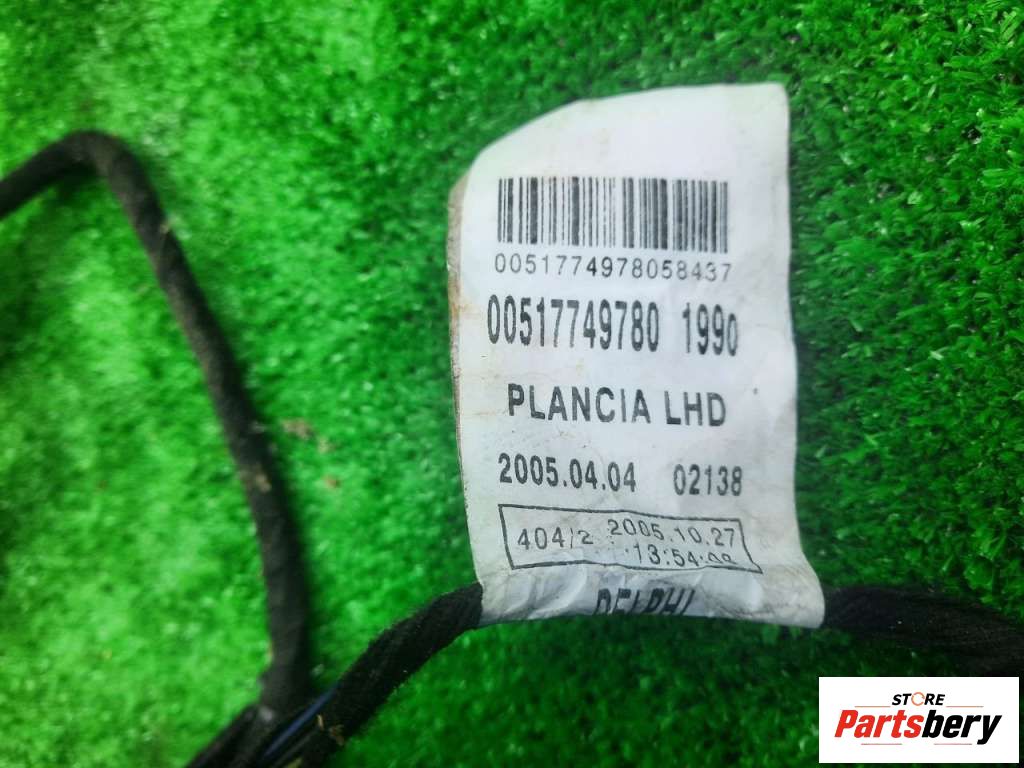 0051774978058437
00517749780 1990
PLANCIA LHD
2005.04.04 02138
404/2 2005.10.27
13:54:
DELPHI
STORE
Partsbery